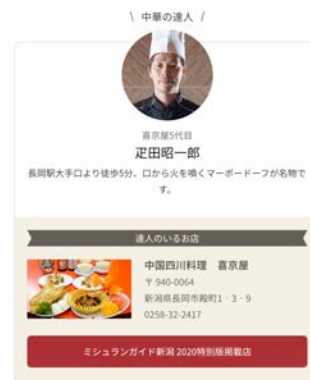 \ 中華の達人 /
喜京屋5代目
疋田昭一郎
長岡駅大手口より徒歩5分、口から火を噴くマーボードーフが名物で
す。
達人のいるお店
中国四川料理 喜京屋
〒 940-0064
新潟県長岡市殿町1‐3‐9
0258-32-2417
ミシュランガイド新潟 2020特別版掲載店